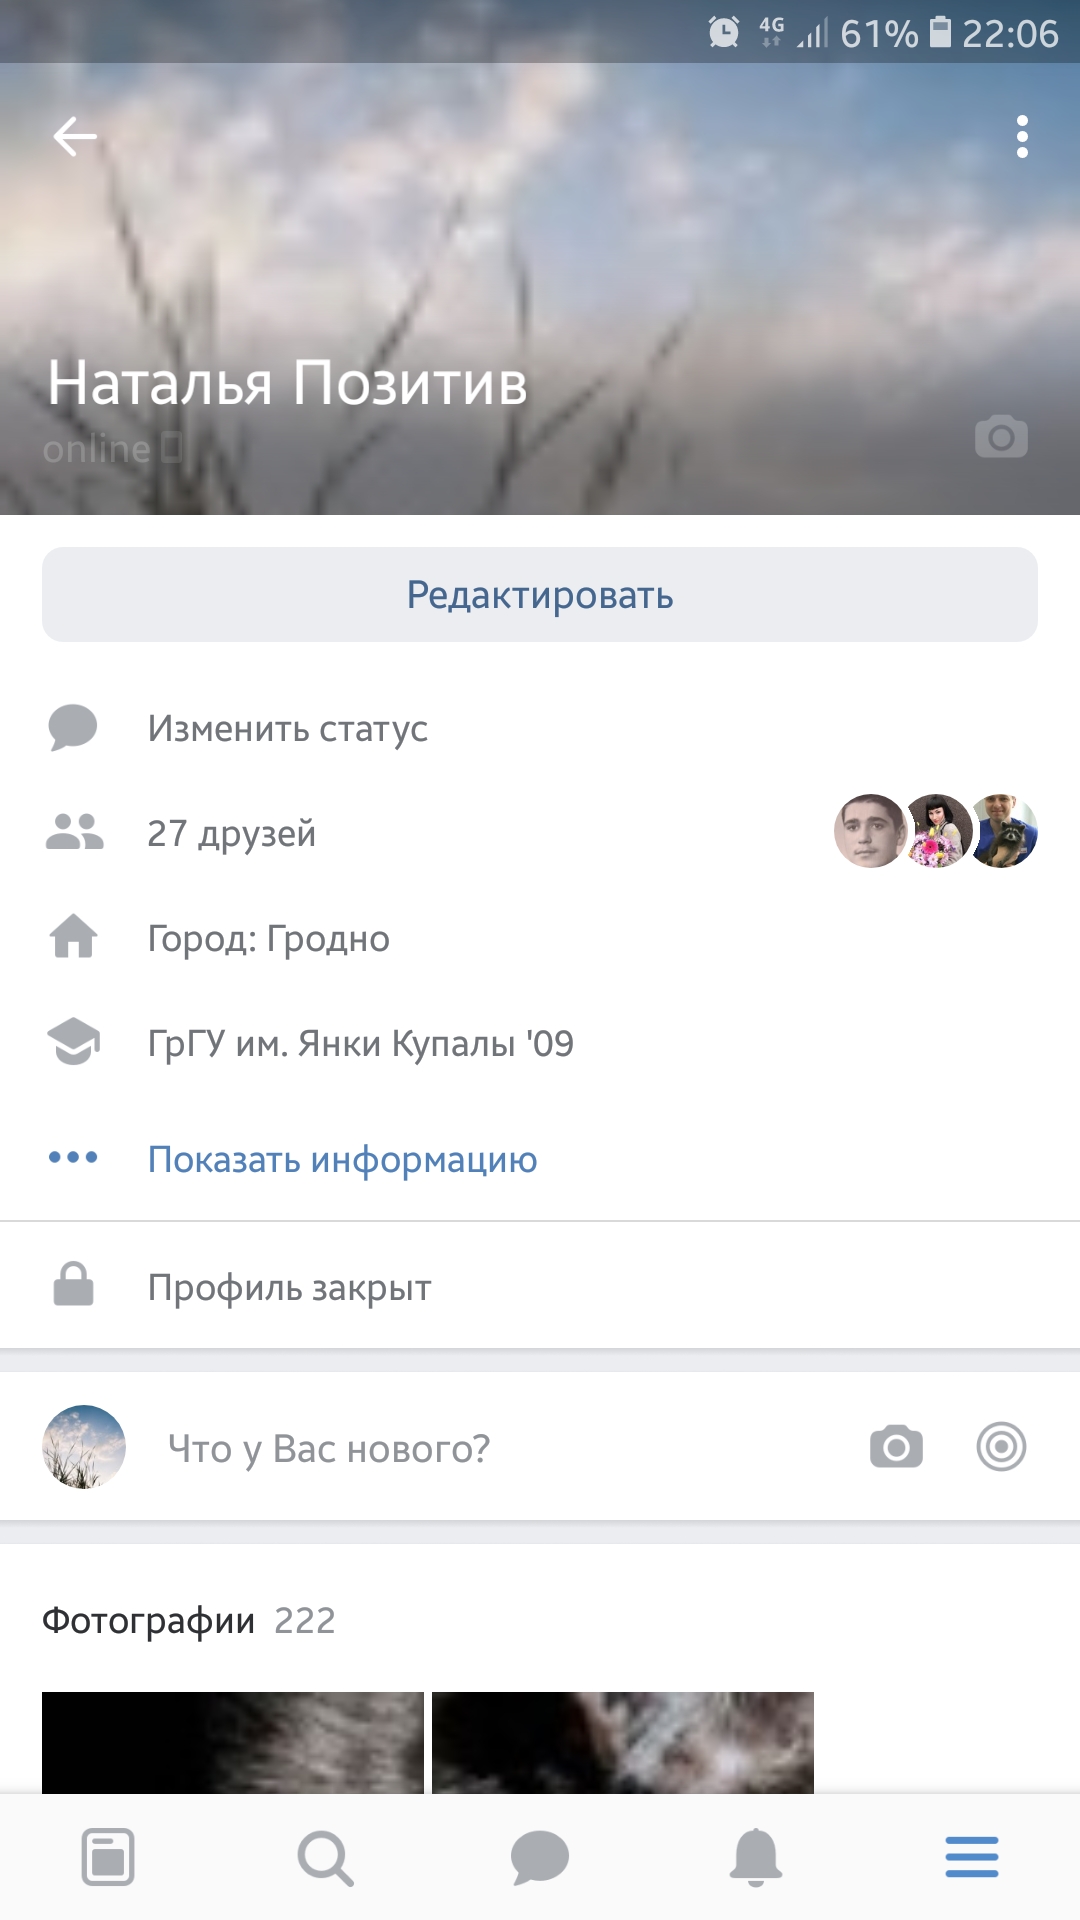 4G 61% 22:06
Наталья Позитив
online
Редактировать
Изменить статус
27 друзей
Город: Гродно
ГрГУ им. Янки Купалы '09
Показать информацию
Профиль закрыт
Что у Вас нового?
Фотографии 222